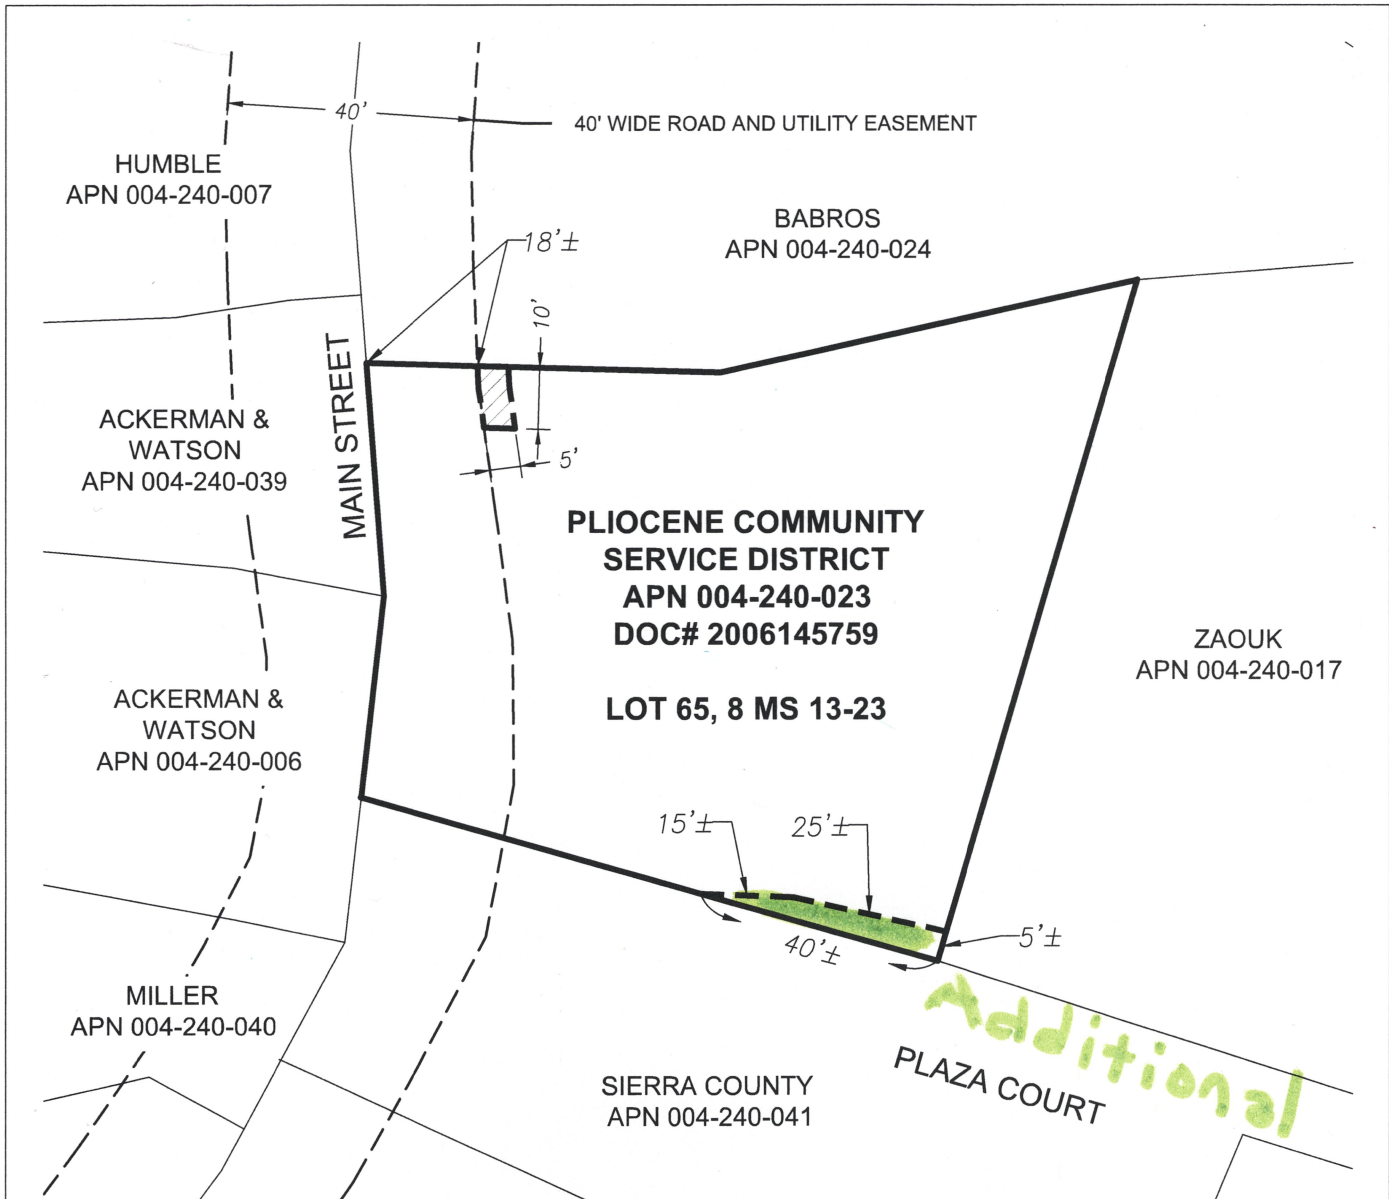 40'
40' WIDE ROAD AND UTILITY EASEMENT
HUMBLE
APN 004-240-007
BABROS
APN 004-240-024
18'±
10'
MAIN STREET
ACKERMAN &
WATSON
APN 004-240-039
5'
PLIOCENE COMMUNITY
SERVICE DISTRICT
APN 004-240-023
DOC# 2006145759
LOT 65, 8 MS 13-23
ZAOUK
APN 004-240-017
ACKERMAN &
WATSON
APN 004-240-006
15'±
25'±
40'±
5'±
Additional
MILLER
APN 004-240-040
PLAZA COURT
SIERRA COUNTY
APN 004-240-041